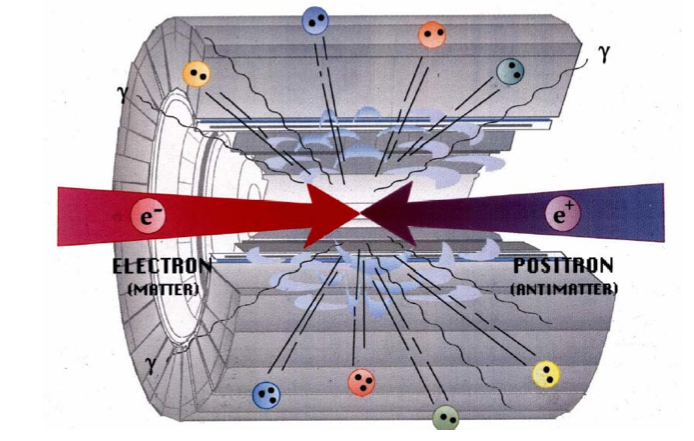 γ
γ
e⁻
e⁺
ELECTRON
(MATTER)
POSITRON
(ANTIMATTER)
γ